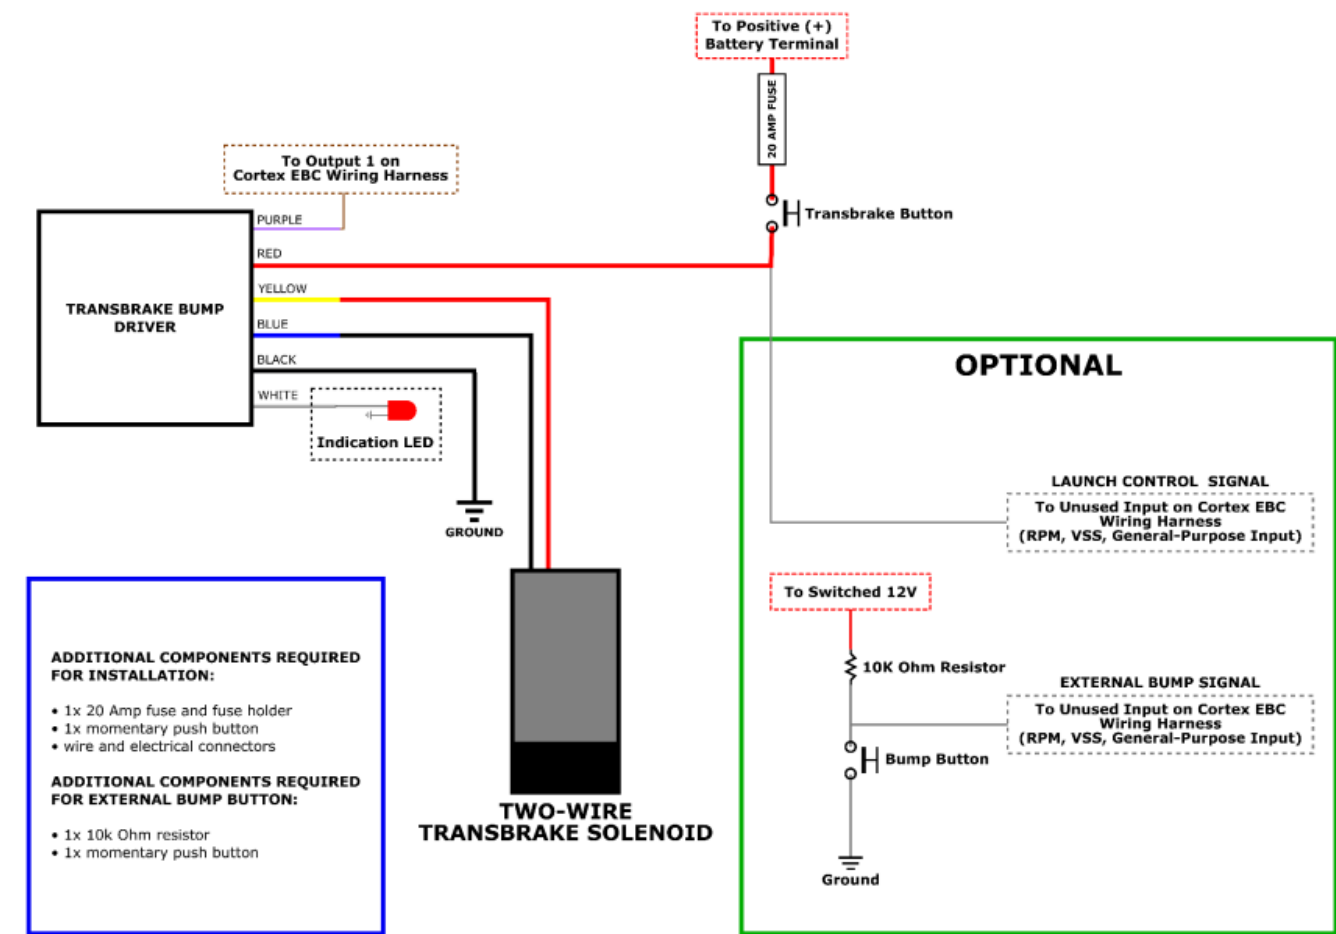 To Positive (+)
Battery Terminal
20 AMP FUSE
Transbrake Button
To Output 1 on
Cortex EBC Wiring Harness
PURPLE
RED
YELLOW
BLUE
BLACK
WHITE
TRANSBRAKE BUMP
DRIVER
Indication LED
GROUND
TWO-WIRE
TRANSBRAKE SOLENOID
OPTIONAL
LAUNCH CONTROL SIGNAL
To Unused Input on Cortex EBC
Wiring Harness
(RPM, VSS, General-Purpose Input)
To Switched 12V
10K Ohm Resistor
EXTERNAL BUMP SIGNAL
To Unused Input on Cortex EBC
Wiring Harness
(RPM, VSS, General-Purpose Input)
Bump Button
Ground
ADDITIONAL COMPONENTS REQUIRED
FOR INSTALLATION:
• 1x 20 Amp fuse and fuse holder
• 1x momentary push button
• wire and electrical connectors
ADDITIONAL COMPONENTS REQUIRED
FOR EXTERNAL BUMP BUTTON:
• 1x 10k Ohm resistor
• 1x momentary push button